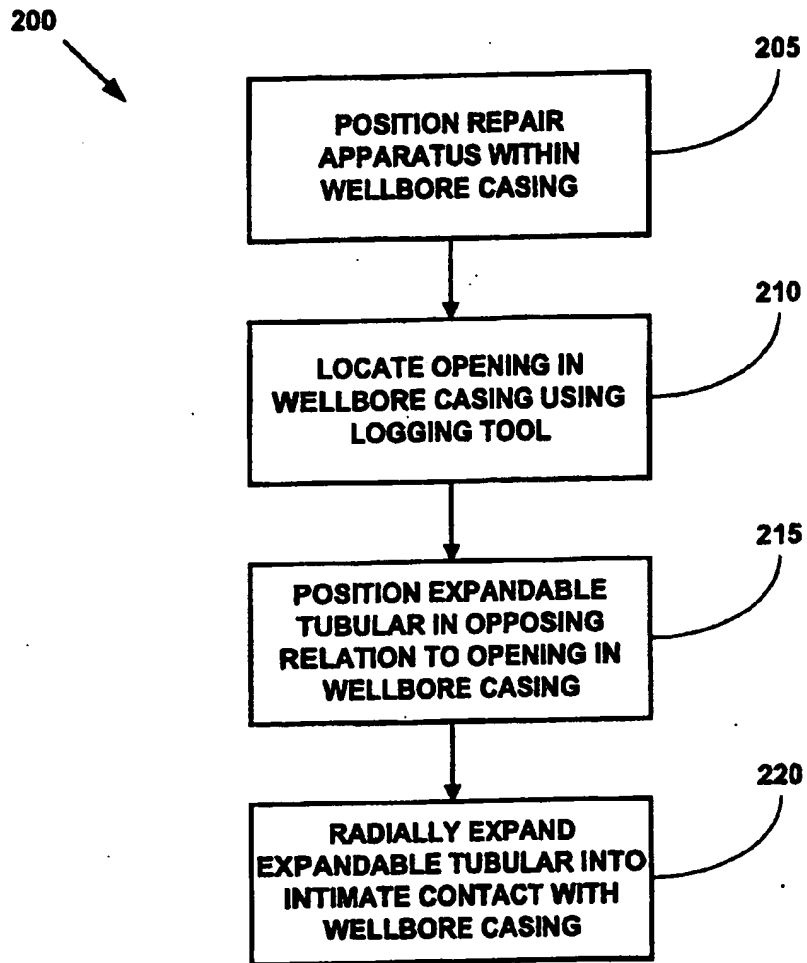 200
205
POSITION REPAIR
APPARATUS WITHIN
WELLBORE CASING
210
LOCATE OPENING IN
WELLBORE CASING USING
LOGGING TOOL
215
POSITION EXPANDABLE
TUBULAR IN OPPOSING
RELATION TO OPENING IN
WELLBORE CASING
220
RADIALLY EXPAND
EXPANDABLE TUBULAR INTO
INTIMATE CONTACT WITH
WELLBORE CASING